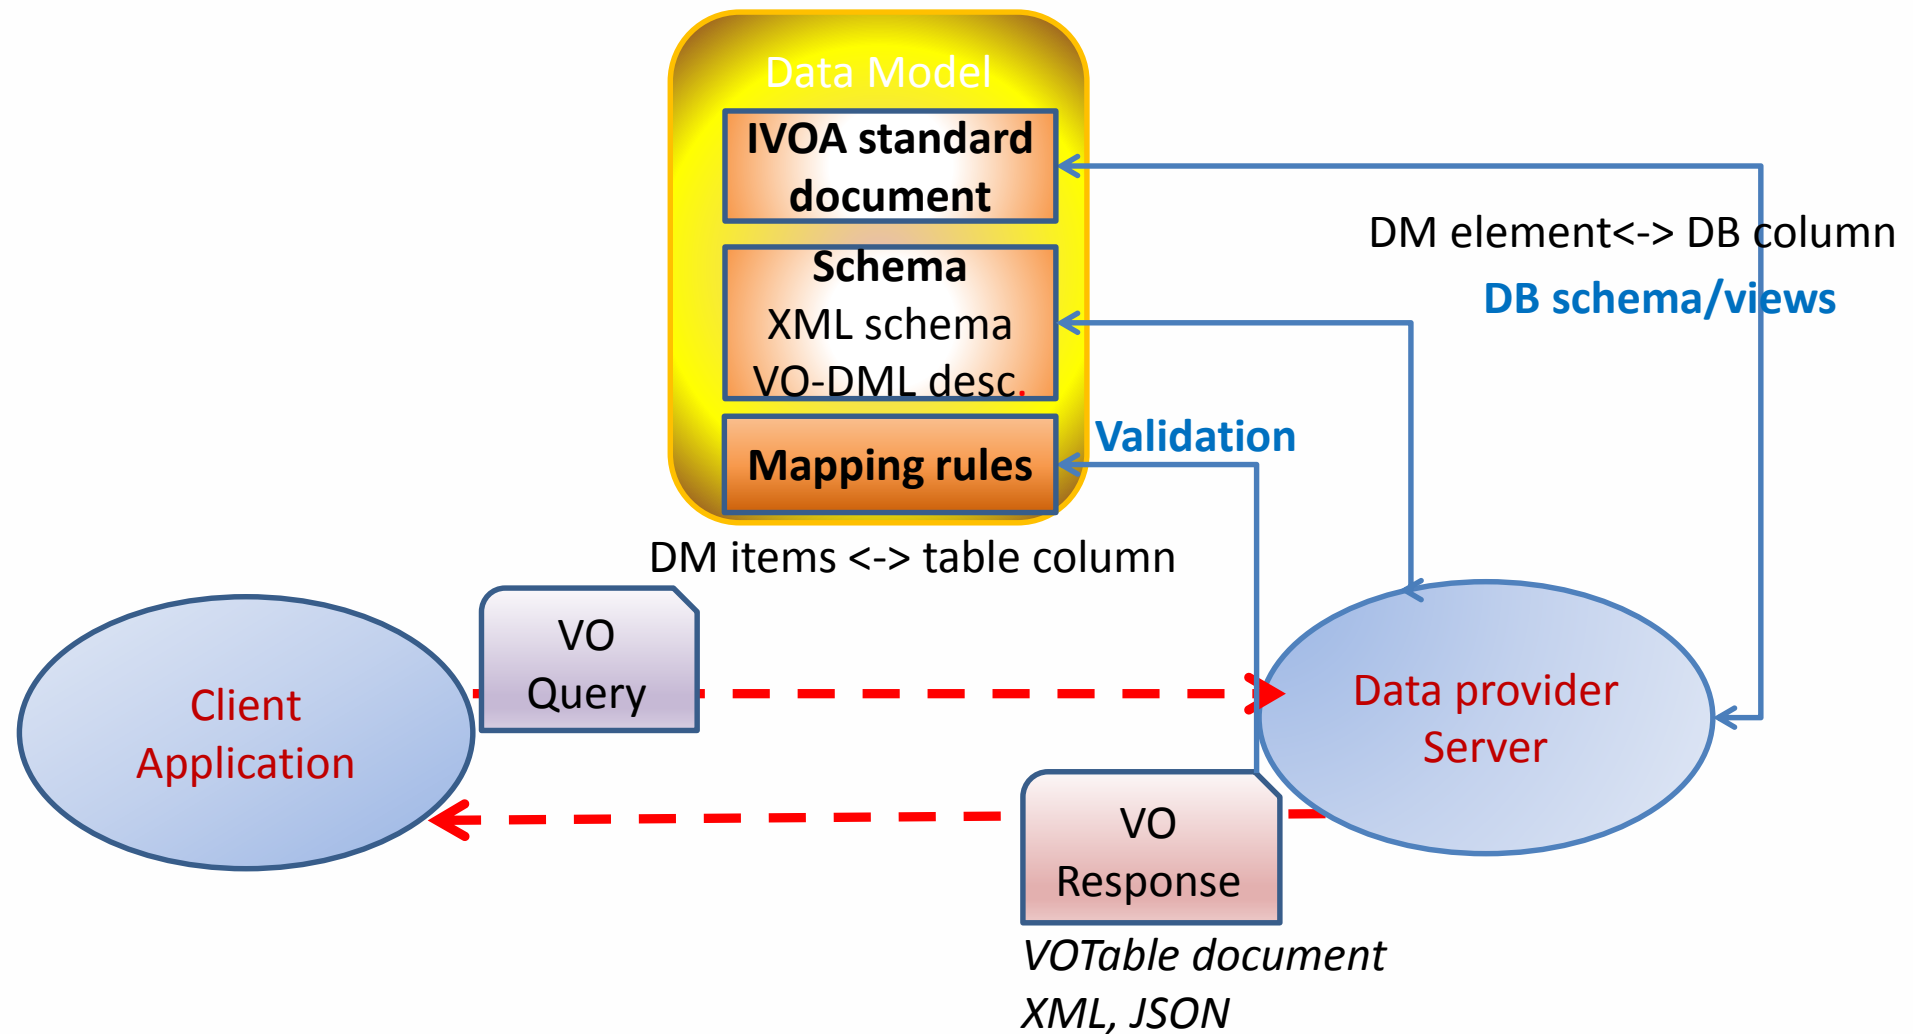 Data Model
IVOA standard
document
DM element<-> DB column
DB schema/views
Schema
XML schema
VO-DML desc.
Validation
Mapping rules
DM items <-> table column
VO
Query
Client
Application
Data provider
Server
VO
Response
VOTable document
XML, JSON